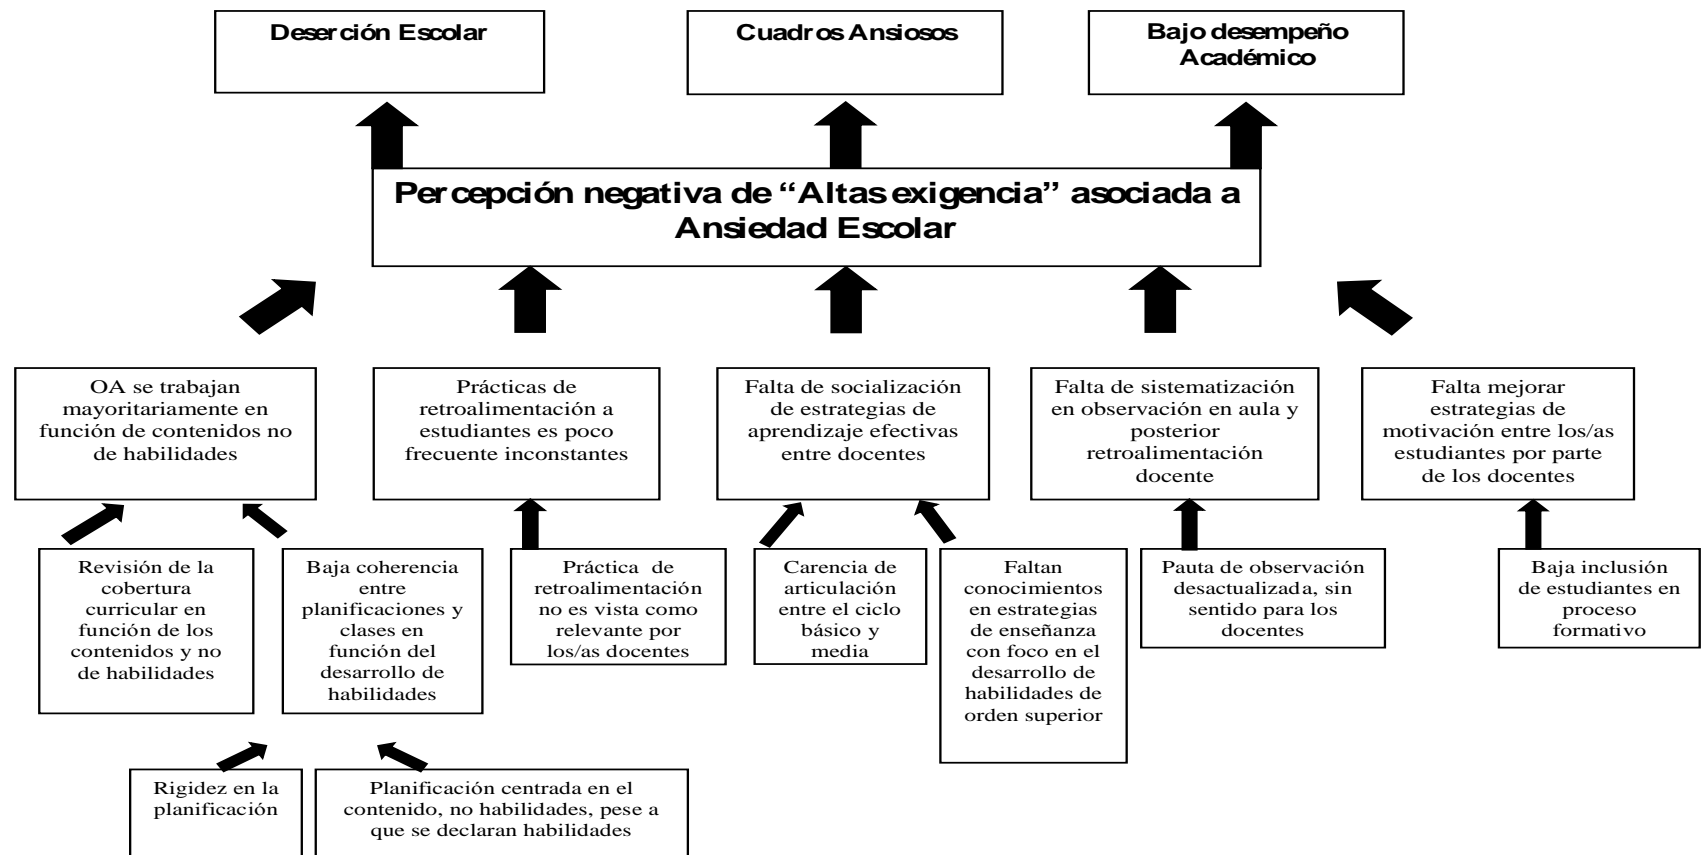 Deserción Escolar
Cuadros Ansiosos
Bajo desempeño
Académico
Percepción negativa de “Altas exigencia” asociada a
Ansiedad Escolar
OA se trabajan
mayoritariamente en
función de contenidos no
de habilidades
Prácticas de
retroalimentación a
estudiantes es poco
frecuente inconstantes
Falta de socialización
de estrategias de
aprendizaje efectivas
entre docentes
Falta de sistematización
en observación en aula y
posterior
retroalimentación
docente
Falta mejorar
estrategias de
motivación entre los/as
estudiantes por parte
de los docentes
Revisión de la
cobertura
curricular en
función de los
contenidos y no
de habilidades
Baja coherencia
entre
planificaciones y
clases en
función del
desarrollo de
habilidades
Práctica de
retroalimentación
no es vista como
relevante por
los/as docentes
Carencia de
articulación
entre el ciclo
básico y
media
Faltan
conocimientos
en estrategias
de enseñanza
con foco en el
desarrollo de
habilidades de
orden superior
Pauta de observación
desactualizada, sin
sentido para los
docentes
Baja inclusión
de estudiantes en
proceso
formativo
Rigidez en la
planificación
Planificación centrada en el
contenido, no habilidades, pese a
que se declaran habilidades